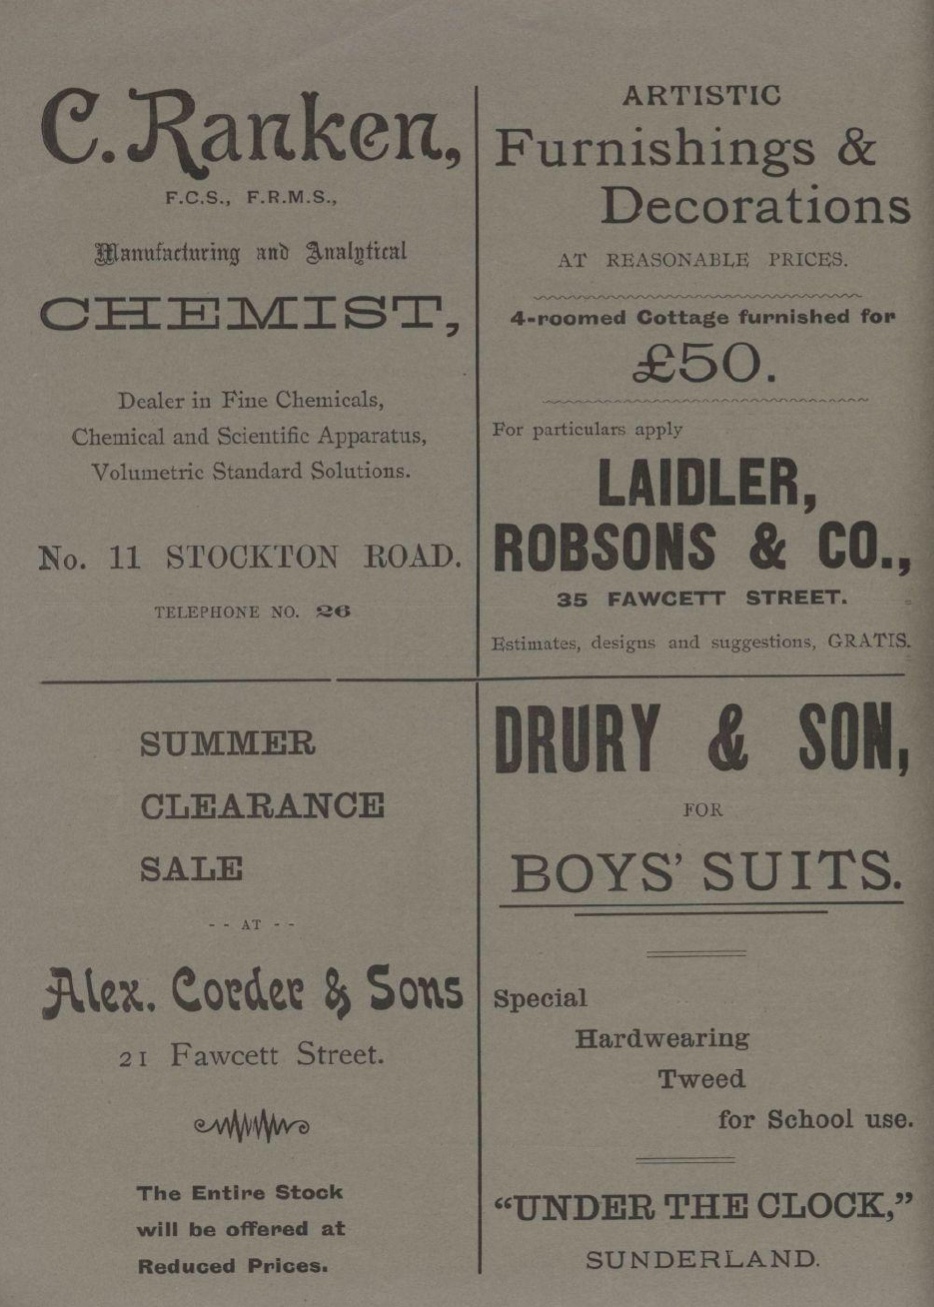 C. Ranken,
F.C.S., F.R.M.S.,
Manufacturing and Analytical
CHEMIST,
Dealer in Fine Chemicals,
Chemical and Scientific Apparatus,
Volumetric Standard Solutions.
No. 11 STOCKTON ROAD.
TELEPHONE NO. 26
ARTISTIC
Furnishings &
Decorations
AT REASONABLE PRICES.
4-roomed Cottage furnished for
£50.
For particulars apply
LAIDLER,
ROBSONS & CO.,
35 FAWCETT STREET.
Estimates, designs and suggestions, GRATIS.
SUMMER
CLEARANCE
SALE
- - AT - -
Alex. Corder & Sons
21 Fawcett Street.
The Entire Stock
will be offered at
Reduced Prices.
DRURY & SON,
FOR
BOYS' SUITS.
Special
Hardwearing
Tweed
for School use.
“UNDER THE CLOCK,”
SUNDERLAND.